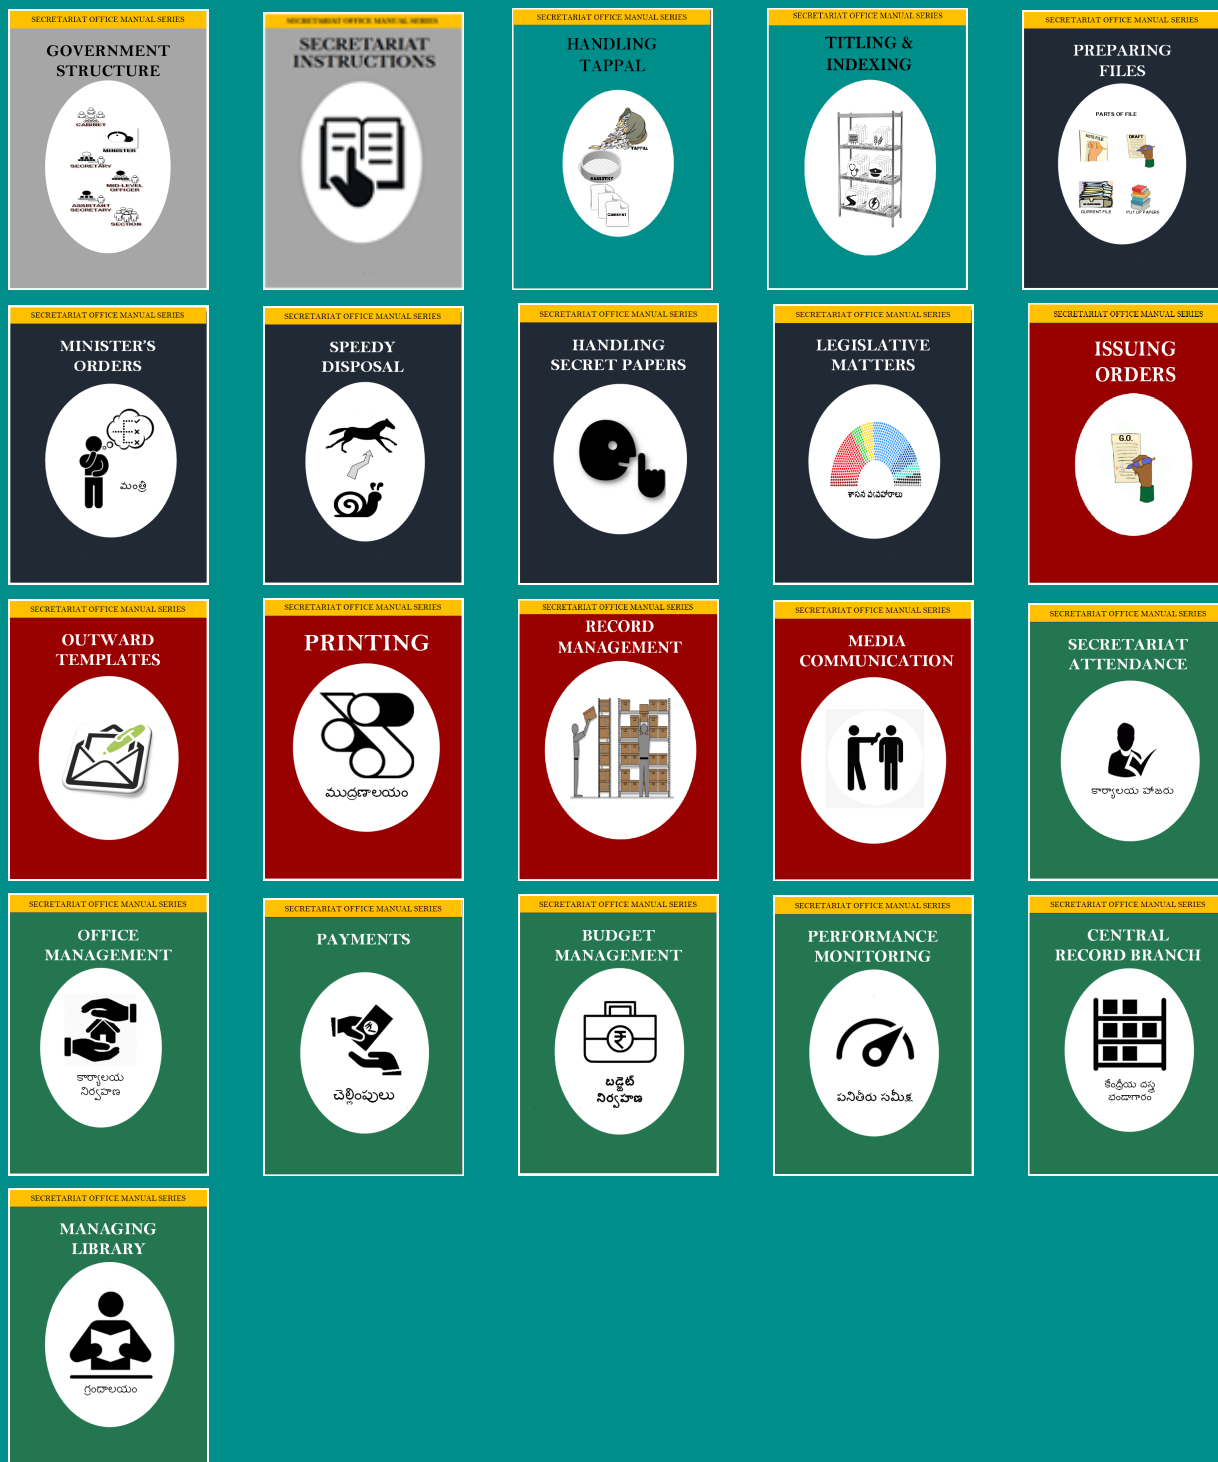 SECRETARIAT OFFICE MANUAL SERIES
GOVERNMENT
STRUCTURE
CABINET
MINISTER
SECRETARY
MID-LEVEL
OFFICER
ASSISTANT
SECRETARY
SECTION
SECRETARIAT OFFICE MANUAL SERIES
SECRETARIAT
INSTRUCTIONS
SECRETARIAT OFFICE MANUAL SERIES
HANDLING
TAPPAL
TAPPAL
REGISTRY
CURRENT
SECRETARIAT OFFICE MANUAL SERIES
TITLING &
INDEXING
SECRETARIAT OFFICE MANUAL SERIES
PREPARING
FILES
PARTS OF FILE
NOTE FILE
DRAFT
CURRENT FILE
PUT UP PAPERS
SECRETARIAT OFFICE MANUAL SERIES
MINISTER'S
ORDERS
మంత్రి
SECRETARIAT OFFICE MANUAL SERIES
SPEEDY
DISPOSAL
SECRETARIAT OFFICE MANUAL SERIES
HANDLING
SECRET PAPERS
SECRETARIAT OFFICE MANUAL SERIES
LEGISLATIVE
MATTERS
శాసన వ్యవహారాలు
SECRETARIAT OFFICE MANUAL SERIES
ISSUING
ORDERS
G.O.
SECRETARIAT OFFICE MANUAL SERIES
OUTWARD
TEMPLATES
SECRETARIAT OFFICE MANUAL SERIES
PRINTING
ముద్రణాలయం
SECRETARIAT OFFICE MANUAL SERIES
RECORD
MANAGEMENT
SECRETARIAT OFFICE MANUAL SERIES
MEDIA
COMMUNICATION
SECRETARIAT OFFICE MANUAL SERIES
SECRETARIAT
ATTENDANCE
కార్యాలయ హాజరు
SECRETARIAT OFFICE MANUAL SERIES
OFFICE
MANAGEMENT
కార్యాలయ
నిర్వహణ
SECRETARIAT OFFICE MANUAL SERIES
PAYMENTS
₹
చెల్లింపులు
SECRETARIAT OFFICE MANUAL SERIES
BUDGET
MANAGEMENT
₹
బడ్జెట్
నిర్వహణ
SECRETARIAT OFFICE MANUAL SERIES
PERFORMANCE
MONITORING
పనితీరు సమీక్ష
SECRETARIAT OFFICE MANUAL SERIES
CENTRAL
RECORD BRANCH
కేంద్రీయ దస్త్ర
భండాగారం
SECRETARIAT OFFICE MANUAL SERIES
MANAGING
LIBRARY
గ్రంథాలయం